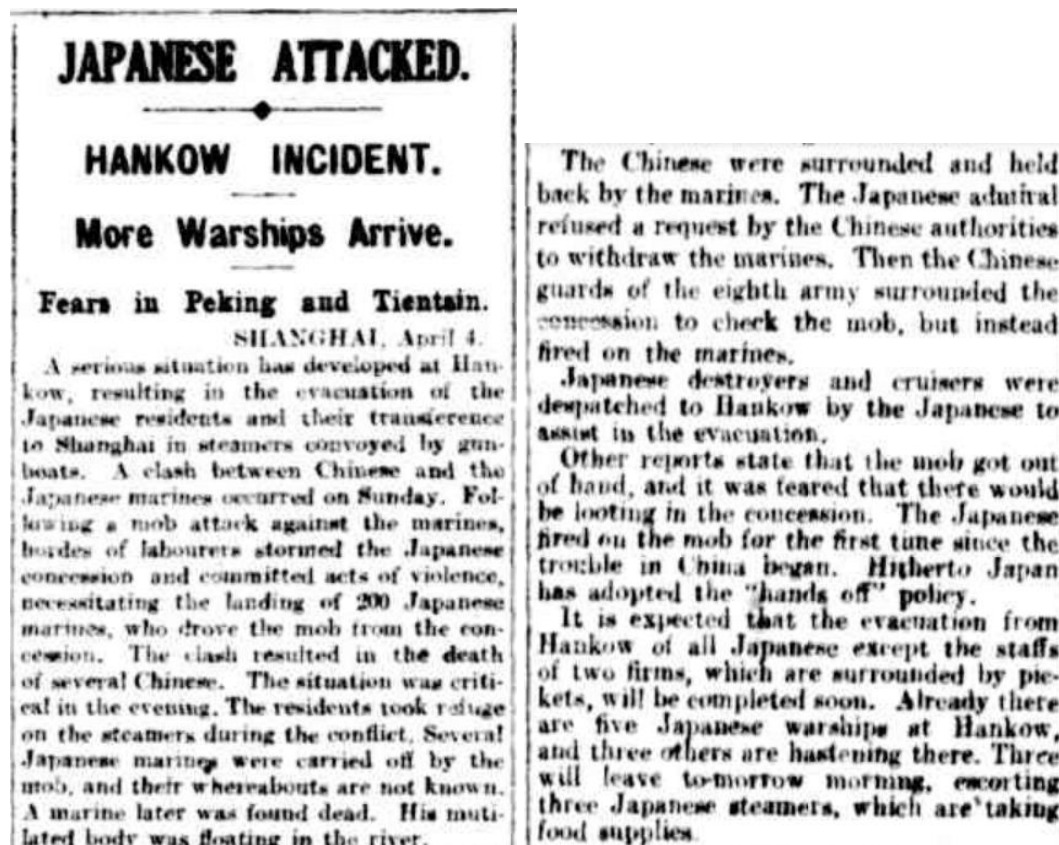 JAPANESE ATTACKED.
HANKOW INCIDENT.
More Warships Arrive.
Fears in Peking and Tientsin.
SHANGHAI, April 4.
A serious situation has developed at Han-
kow, resulting in the evacuation of the
Japanese residents and their transference
to Shanghai in steamers convoyed by gun-
boats. A clash between Chinese and the
Japanese marines occurred on Sunday. Fol-
lowing a mob attack against the marines,
hordes of labourers stormed the Japanese
concession and committed acts of violence,
necessitating the landing of 200 Japanese
marines, who drove the mob from the con-
cession. The clash resulted in the death
of several Chinese. The situation was criti-
cal in the evening. The residents took refuge
on the steamers during the conflict. Several
Japanese marines were carried off by the
mob, and their whereabouts are not known.
A marine later was found dead. His muti-
lated body was floating in the river.
The Chinese were surrounded and held
back by the marines. The Japanese admiral
refused a request by the Chinese authorities
to withdraw the marines. Then the Chinese
guards of the eighth army surrounded the
concession to check the mob, but instead
fired on the marines.
Japanese destroyers and cruisers were
despatched to Hankow by the Japanese to
assist in the evacuation.
Other reports state that the mob got out
of hand, and it was feared that there would
be looting in the concession. The Japanese
fired on the mob for the first time since the
trouble in China began. Hitherto Japan
has adopted the "hands off" policy.
It is expected that the evacuation from
Hankow of all Japanese except the staffs
of two firms, which are surrounded by pic-
kets, will be completed soon. Already there
are five Japanese warships at Hankow,
and three others are hastening there. Three
will leave to-morrow morning, escorting
three Japanese steamers, which are taking
food supplies.